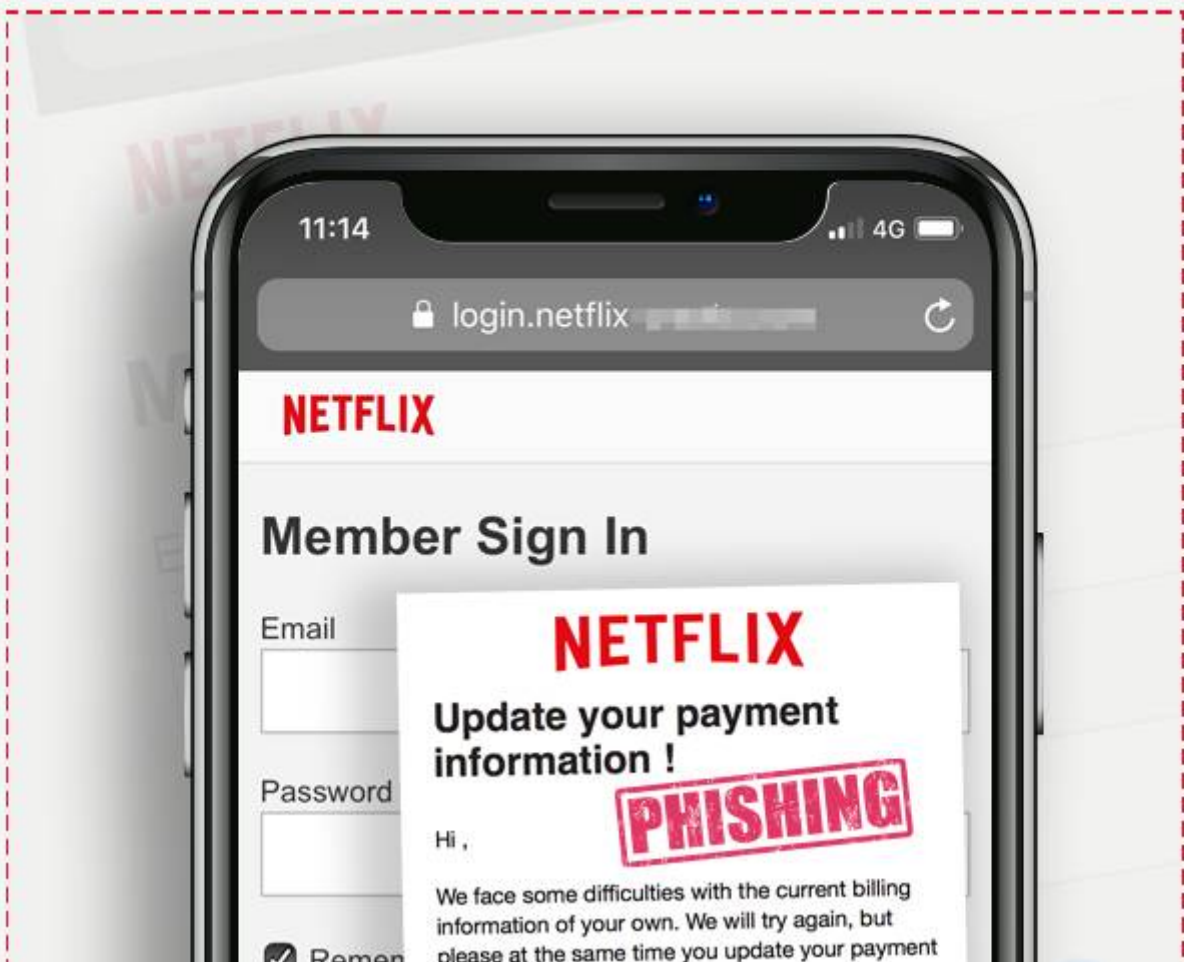 NETFLIX
11:14
4G
login.netflix
NETFLIX
Member Sign In
Email
Password
NETFLIX
Update your payment
information !
PHISHING
Hi ,
We face some difficulties with the current billing
information of your own. We will try again, but
please at the same time you update your payment
Remem